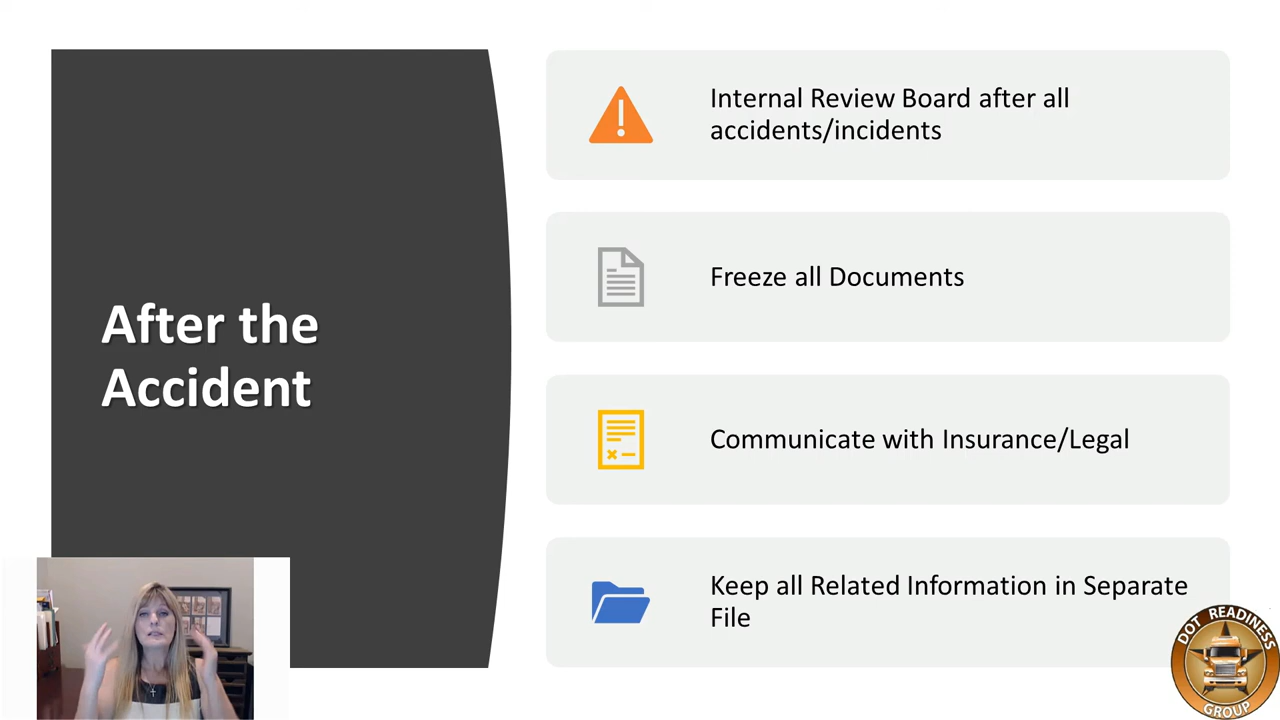 After the
Accident
Internal Review Board after all
accidents/incidents
Freeze all Documents
Communicate with Insurance/Legal
Keep all Related Information in Separate
File
DOT READINESS
GROUP